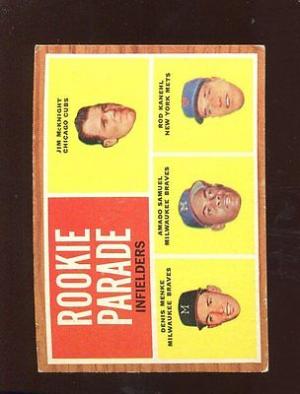 ROOKIE
PARADE
INFIELDERS
JIM McKNIGHT
CHICAGO CUBS
ROD KANEHL
NEW YORK METS
AMADO SAMUEL
MILWAUKEE BRAVES
DENIS MENKE
MILWAUKEE BRAVES
M
M